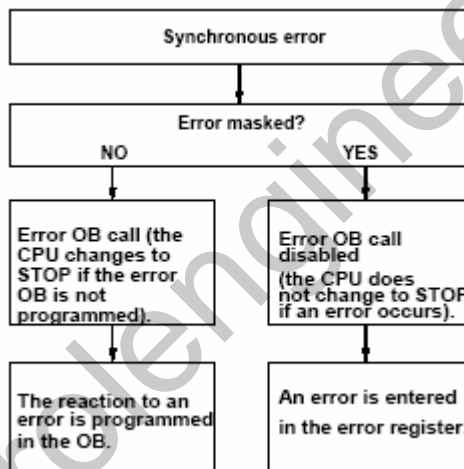 Synchronous error
Error masked?
NO
YES
Error OB call (the
CPU changes to
STOP if the error
OB is not
programmed).
Error OB call
disabled
(the CPU does
not change to STOP
if an error occurs).
The reaction to an
error is programmed
in the OB.
An error is entered
in the error register.